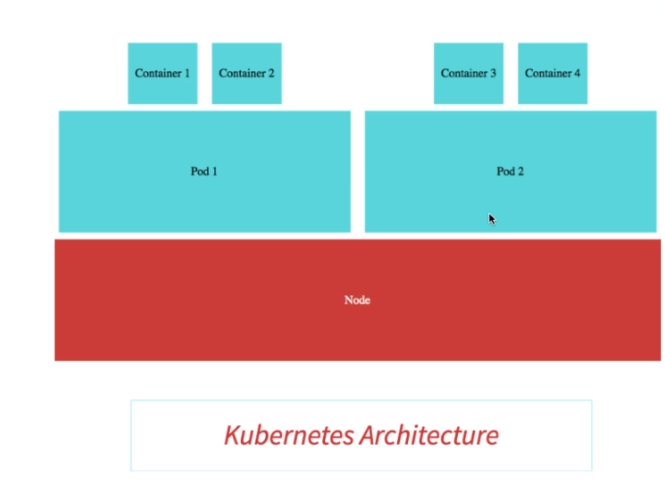 Container 1 Container 2 Container 3 Container 4
Pod 1 Pod 2
Node
Kubernetes Architecture